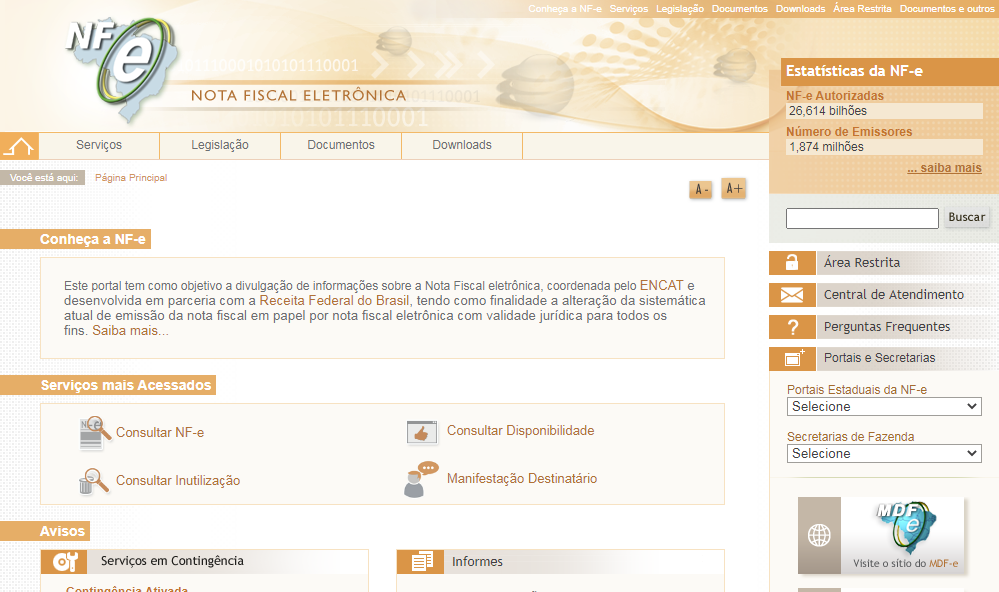 Conheça a NF-e Serviços Legislação Documentos Downloads Área Restrita Documentos e outros
NFe
1110001010101110001
NOTA FISCAL ELETRÔNICA
Estatísticas da NF-e
NF-e Autorizadas
26,614 bilhões
Número de Emissores
1,874 milhões
... saiba mais
Serviços Legislação Documentos Downloads
Você está aqui: Página Principal
A - A+
Buscar
Conheça a NF-e
Este portal tem como objetivo a divulgação de informações sobre a Nota Fiscal eletrônica, coordenada pelo ENCAT e
desenvolvida em parceria com a Receita Federal do Brasil, tendo como finalidade a alteração da sistemática
atual de emissão da nota fiscal em papel por nota fiscal eletrônica com validade jurídica para todos os
fins. Saiba mais...
Área Restrita
Central de Atendimento
? Perguntas Frequentes
Portais e Secretarias
Serviços mais Acessados
NF-e
Consultar NF-e
Consultar Disponibilidade
Consultar Inutilização
Manifestação Destinatário
Portais Estaduais da NF-e
Selecione
Secretarias de Fazenda
Selecione
MDFe
Visite o sítio do MDF-e
Avisos
Serviços em Contingência
Informes
Contingência Ativada